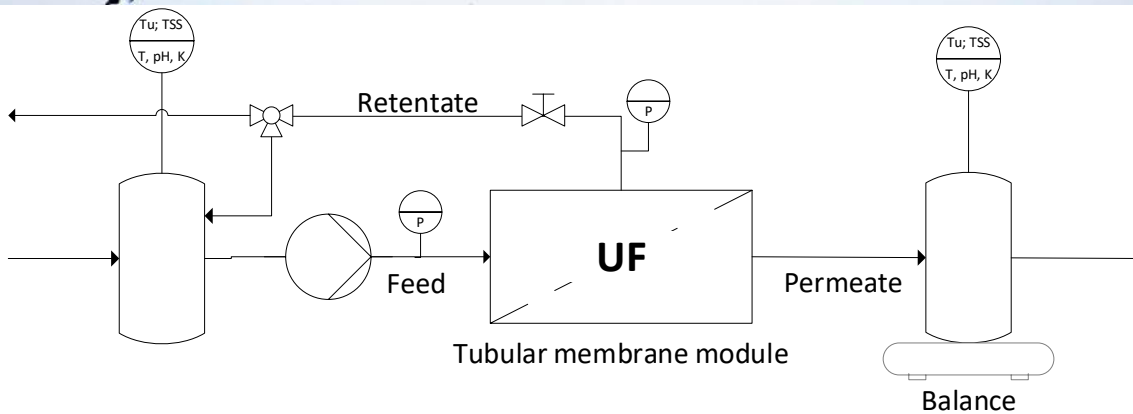 Tu; TSS
T, pH, K
Tu; TSS
T, pH, K
Retentate
P
P
UF
Feed
Permeate
Tubular membrane module
Balance